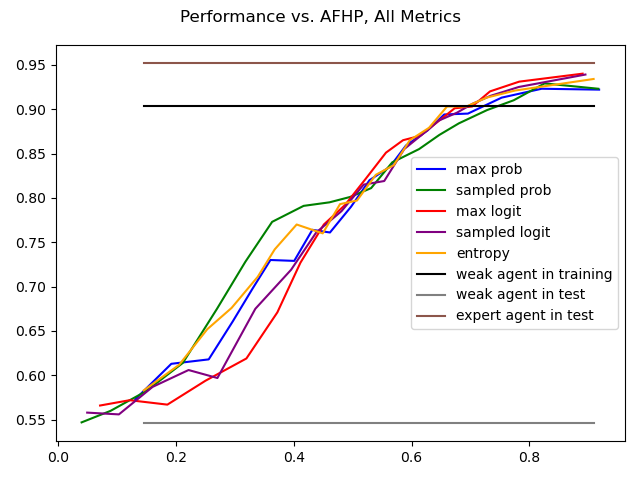 Performance vs. AFHP, All Metrics
0.95
0.90
0.85
0.80
0.75
0.70
0.65
0.60
0.55
0.0
0.2
0.4
0.6
0.8
max prob
sampled prob
max logit
sampled logit
entropy
weak agent in training
weak agent in test
expert agent in test